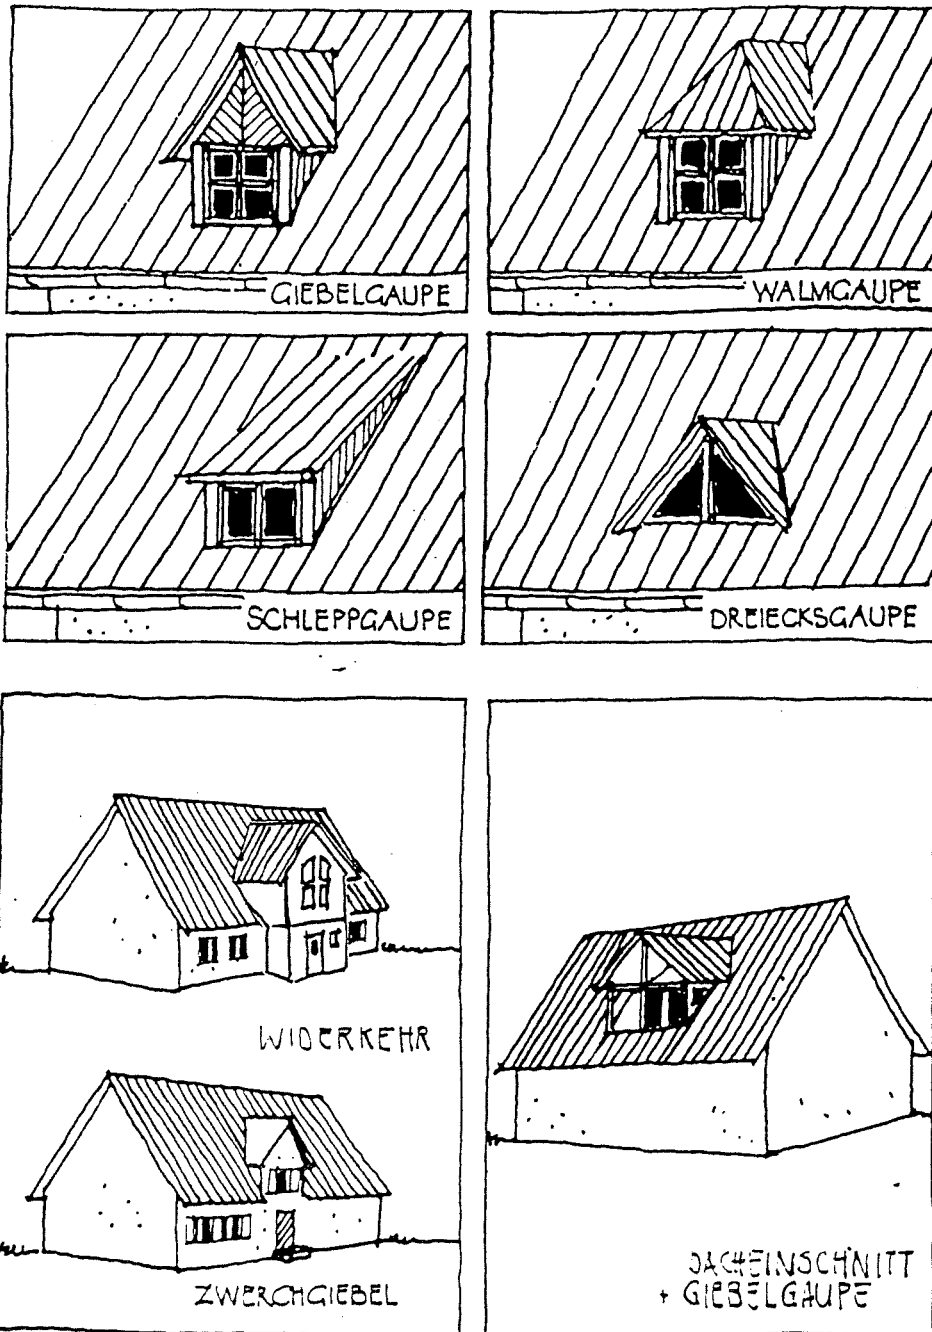 GIEBELGAUPE
WALMGAUPE
SCHLEPPGAUPE
DREIECKSGAUPE
WIDERKEHR
ZWERCHGIEBEL
DACHEINSCHNITT
+ GIEBELGAUPE